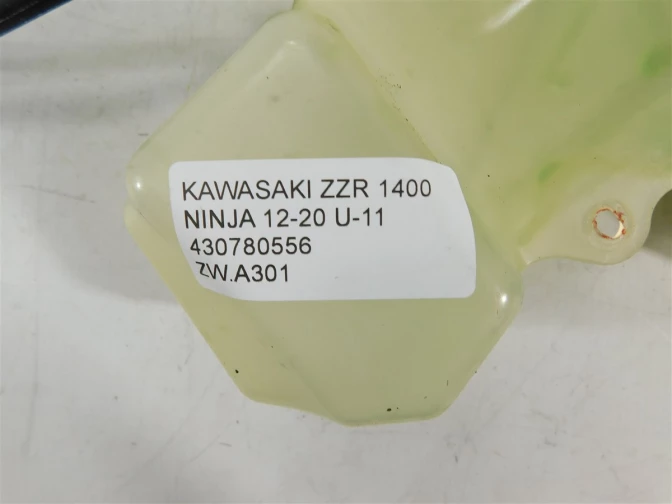 KAWASAKI ZZR 1400
NINJA 12-20 U-11
430780556
ZW.A301